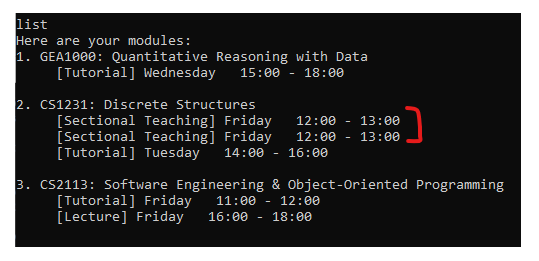 list
Here are your modules:
1. GEA1000: Quantitative Reasoning with Data
[Tutorial] Wednesday   15:00 - 18:00
2. CS1231: Discrete Structures
[Sectional Teaching] Friday   12:00 - 13:00
[Sectional Teaching] Friday   12:00 - 13:00
[Tutorial] Tuesday   14:00 - 16:00
3. CS2113: Software Engineering & Object-Oriented Programming
[Tutorial] Friday   11:00 - 12:00
[Lecture] Friday   16:00 - 18:00